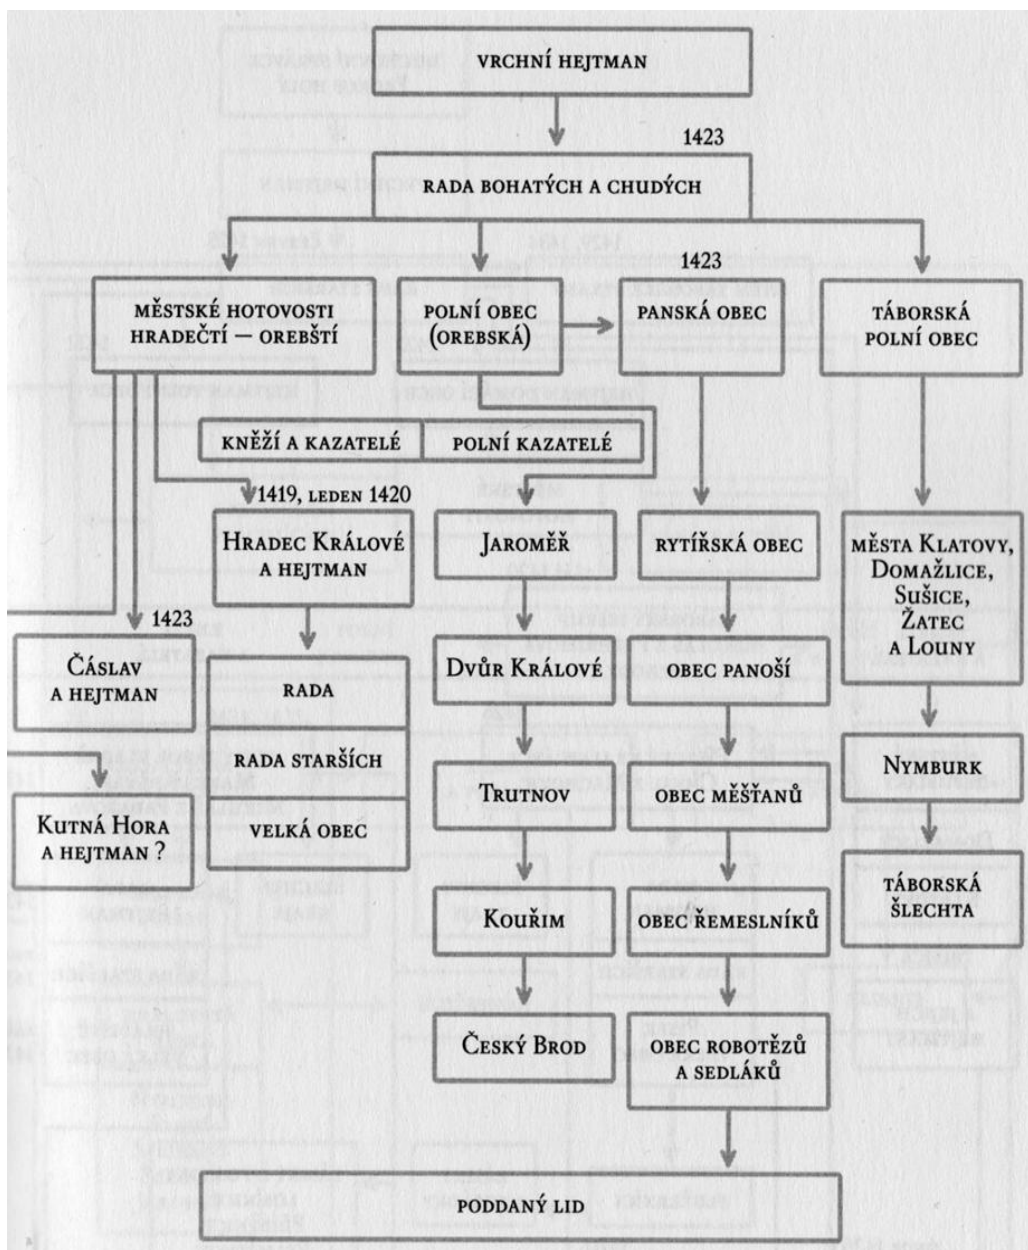 VRCHNÍ HEJTMAN
1423
RADA BOHATÝCH A CHUDÝCH
1423
MĚSTSKÉ HOTOVOSTI
HRADEČTÍ — OREBŠTÍ
POLNÍ OBEC
(OREBSKÁ)
PANSKÁ OBEC
TÁBORSKÁ
POLNÍ OBEC
KNĚŽÍ A KAZATELÉ
POLNÍ KAZATELÉ
1419, LEDEN 1420
HRADEC KRÁLOVÉ
A HEJTMAN
JAROMĚŘ
RYTÍŘSKÁ OBEC
MĚSTA KLATOVY,
DOMAŽLICE,
SUŠICE,
ŽATEC
A LOUNY
1423
ČÁSLAV
A HEJTMAN
RADA
RADA STARŠÍCH
VELKÁ OBEC
DVŮR KRÁLOVÉ
OBEC PANOŠÍ
NYMBURK
KUTNÁ HORA
A HEJTMAN ?
TRUTNOV
OBEC MĚŠŤANŮ
TÁBORSKÁ
ŠLECHTA
KOUŘIM
OBEC ŘEMESLNÍKŮ
ČESKÝ BROD
OBEC ROBOTĚZŮ
A SEDLÁKŮ
PODDANÝ LID